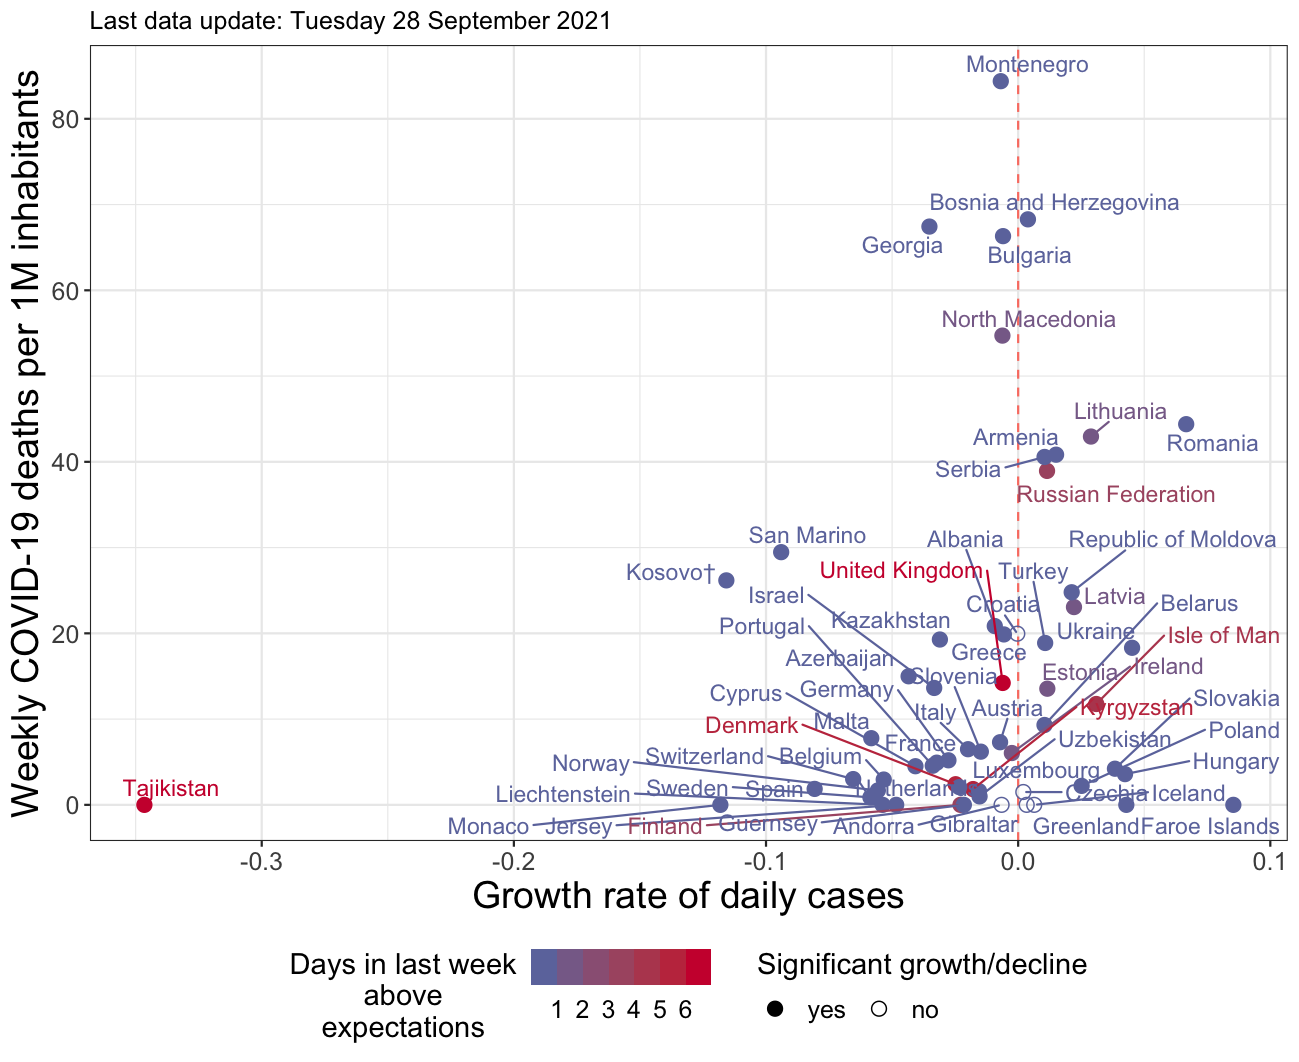 Last data update: Tuesday 28 September 2021
Weekly COVID-19 deaths per 1M inhabitants
80
60
40
20
0
Montenegro
Bosnia and Herzegovina
Georgia
Bulgaria
North Macedonia
Lithuania
Romania
Armenia
Serbia
Russian Federation
San Marino
Albania
Republic of Moldova
Kosovo†
United Kingdom
Turkey
Israel
Croatia
Latvia
Belarus
Portugal
Kazakhstan
Ukraine
Isle of Man
Azerbaijan
Greece
Slovenia
Estonia
Ireland
Cyprus
Germany
Italy
Austria
Kyrgyzstan
Slovakia
Denmark
Malta
France
Uzbekistan
Poland
Norway
Switzerland
Belgium
Luxembourg
Hungary
Tajikistan
Liechtenstein
Sweden
Spain
Czechia
Iceland
Monaco
Jersey
Finland
Guernsey
Andorra
Gibraltar
Greenland
Faroe Islands
-0.3
-0.2
-0.1
0.0
0.1
Growth rate of daily cases
Days in last week
above
expectations
1 2 3 4 5 6
Significant growth/decline
yes
no